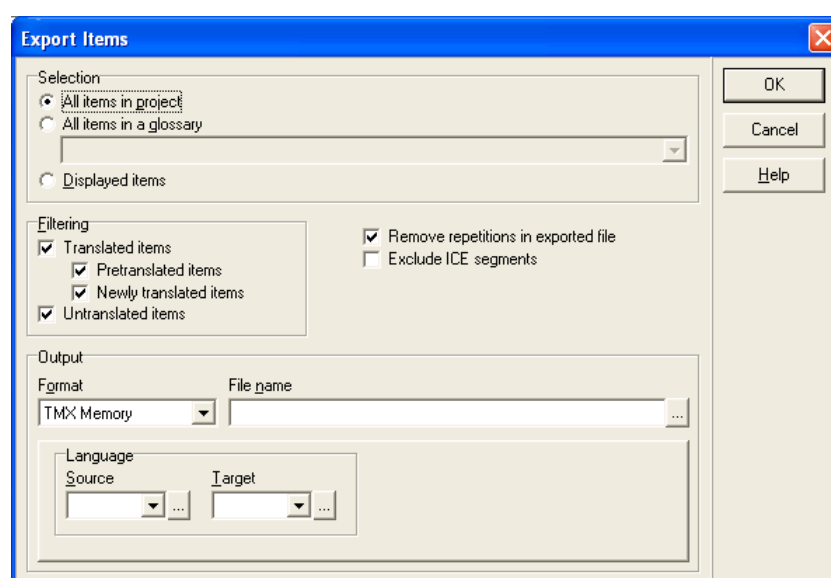 Export Items
Selection
All items in project
All items in a glossary
Displayed items
OK
Cancel
Help
Filtering
Translated items
Pretranslated items
Newly translated items
Untranslated items
Remove repetitions in exported file
Exclude ICE segments
Output
Format
File name
TMX Memory
...
Language
Source
Target
...
...